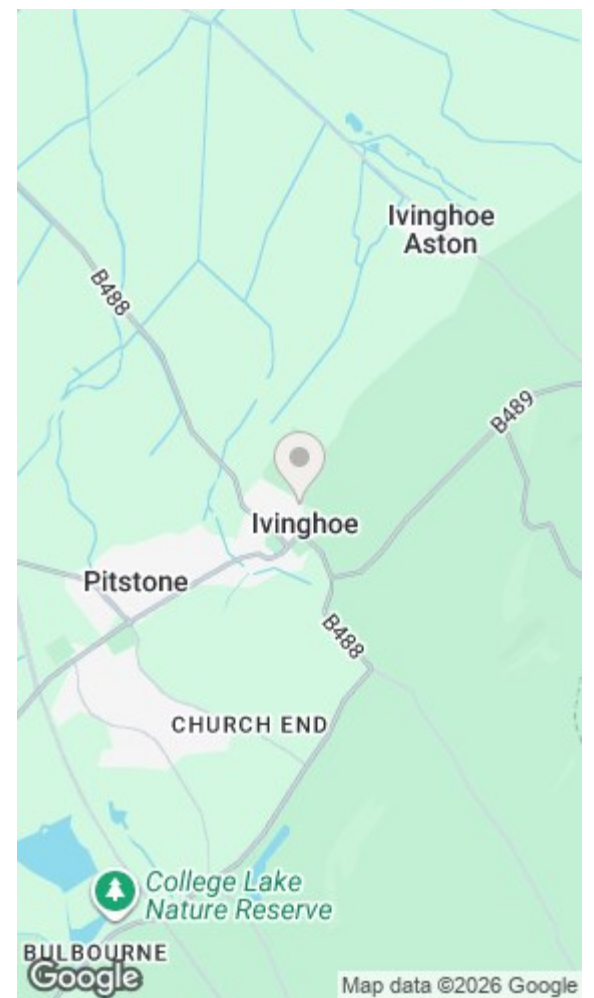 Ivinghoe
Aston
B488
B489
Ivinghoe
Pitstone
B488
CHURCH END
College Lake
Nature Reserve
BULBOURNE
Google
Map data ©2026 Google